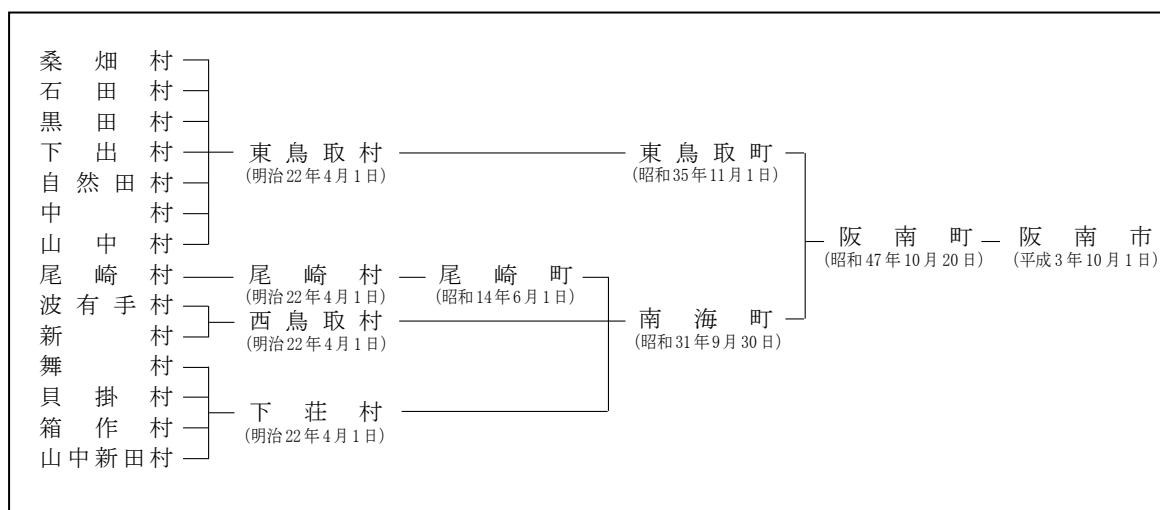 桑畑村
石田村
黒田村
下出村
自然田村
中村
山中村
尾崎村
波有手村
新村
舞村
貝掛村
箱作村
山中新田村
東鳥取村
(明治22年4月1日)
尾崎村
(明治22年4月1日)
西鳥取村
(明治22年4月1日)
下荘村
(明治22年4月1日)
尾崎町
(昭和14年6月1日)
東鳥取町
(昭和35年11月1日)
南海町
(昭和31年9月30日)
阪南町
(昭和47年10月20日)
阪南市
(平成3年10月1日)